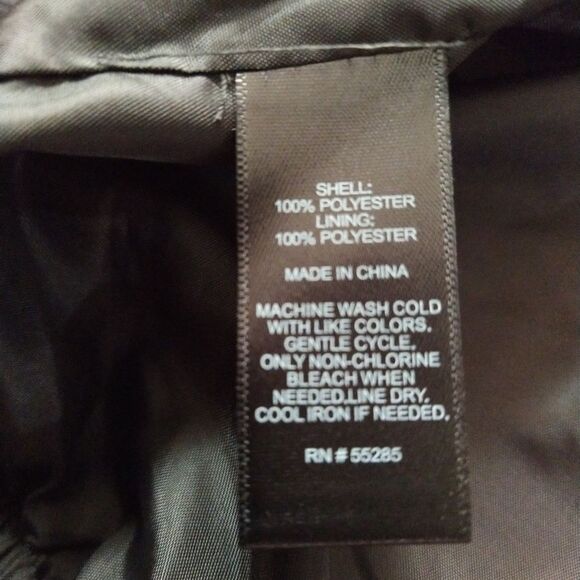 SHELL:
100% POLYESTER
LINING:
100% POLYESTER
MADE IN CHINA
MACHINE WASH COLD
WITH LIKE COLORS.
GENTLE CYCLE.
ONLY NON-CHLORINE
BLEACH WHEN
NEEDED.LINE DRY.
COOL IRON IF NEEDED.
RN # 55285